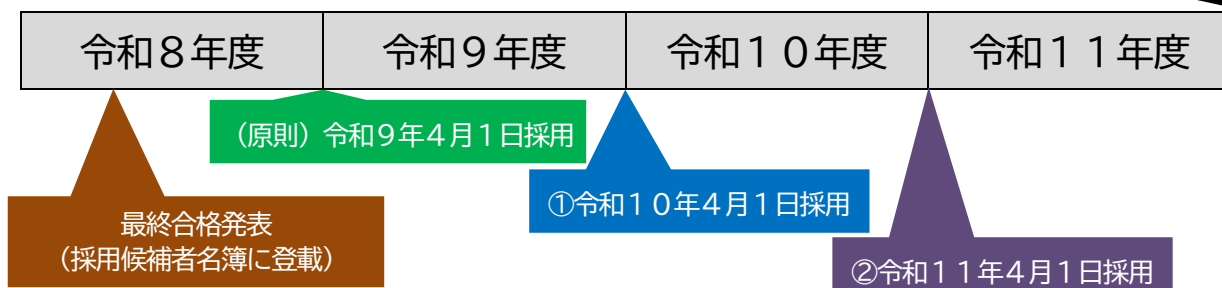 令和８年度
令和９年度
令和１０年度
令和１１年度
（原則）令和９年４月１日採用
①令和１０年４月１日採用
最終合格発表
（採用候補者名簿に登載）
②令和１１年４月１日採用